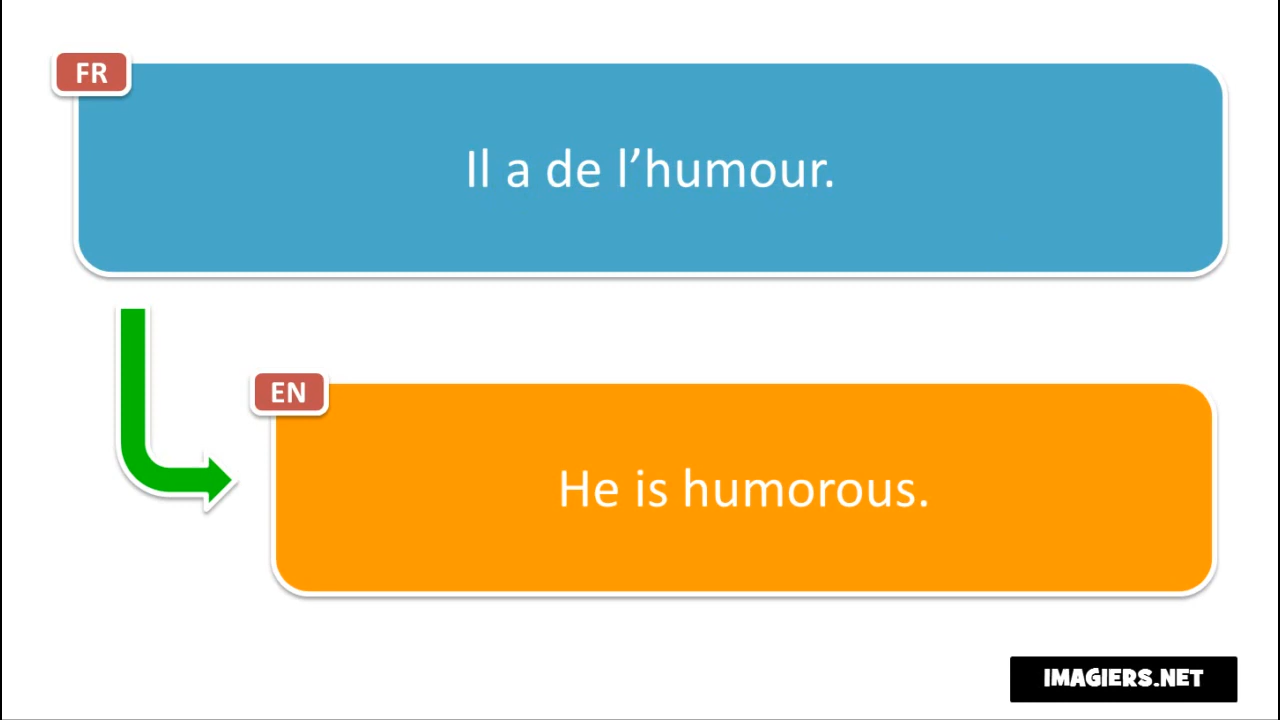 FR
Il a de l’humour.
EN
He is humorous.
IMAGIERS.NET